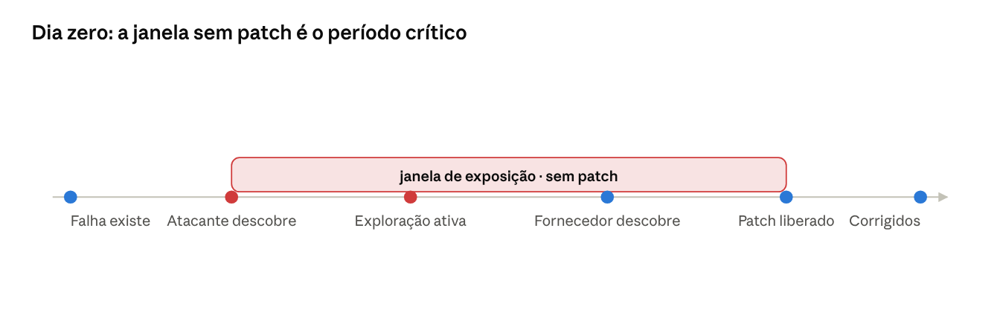 Dia zero: a janela sem patch é o período crítico
janela de exposição · sem patch
Falha existe
Atacante descobre
Exploração ativa
Fornecedor descobre
Patch liberado
Corrigidos